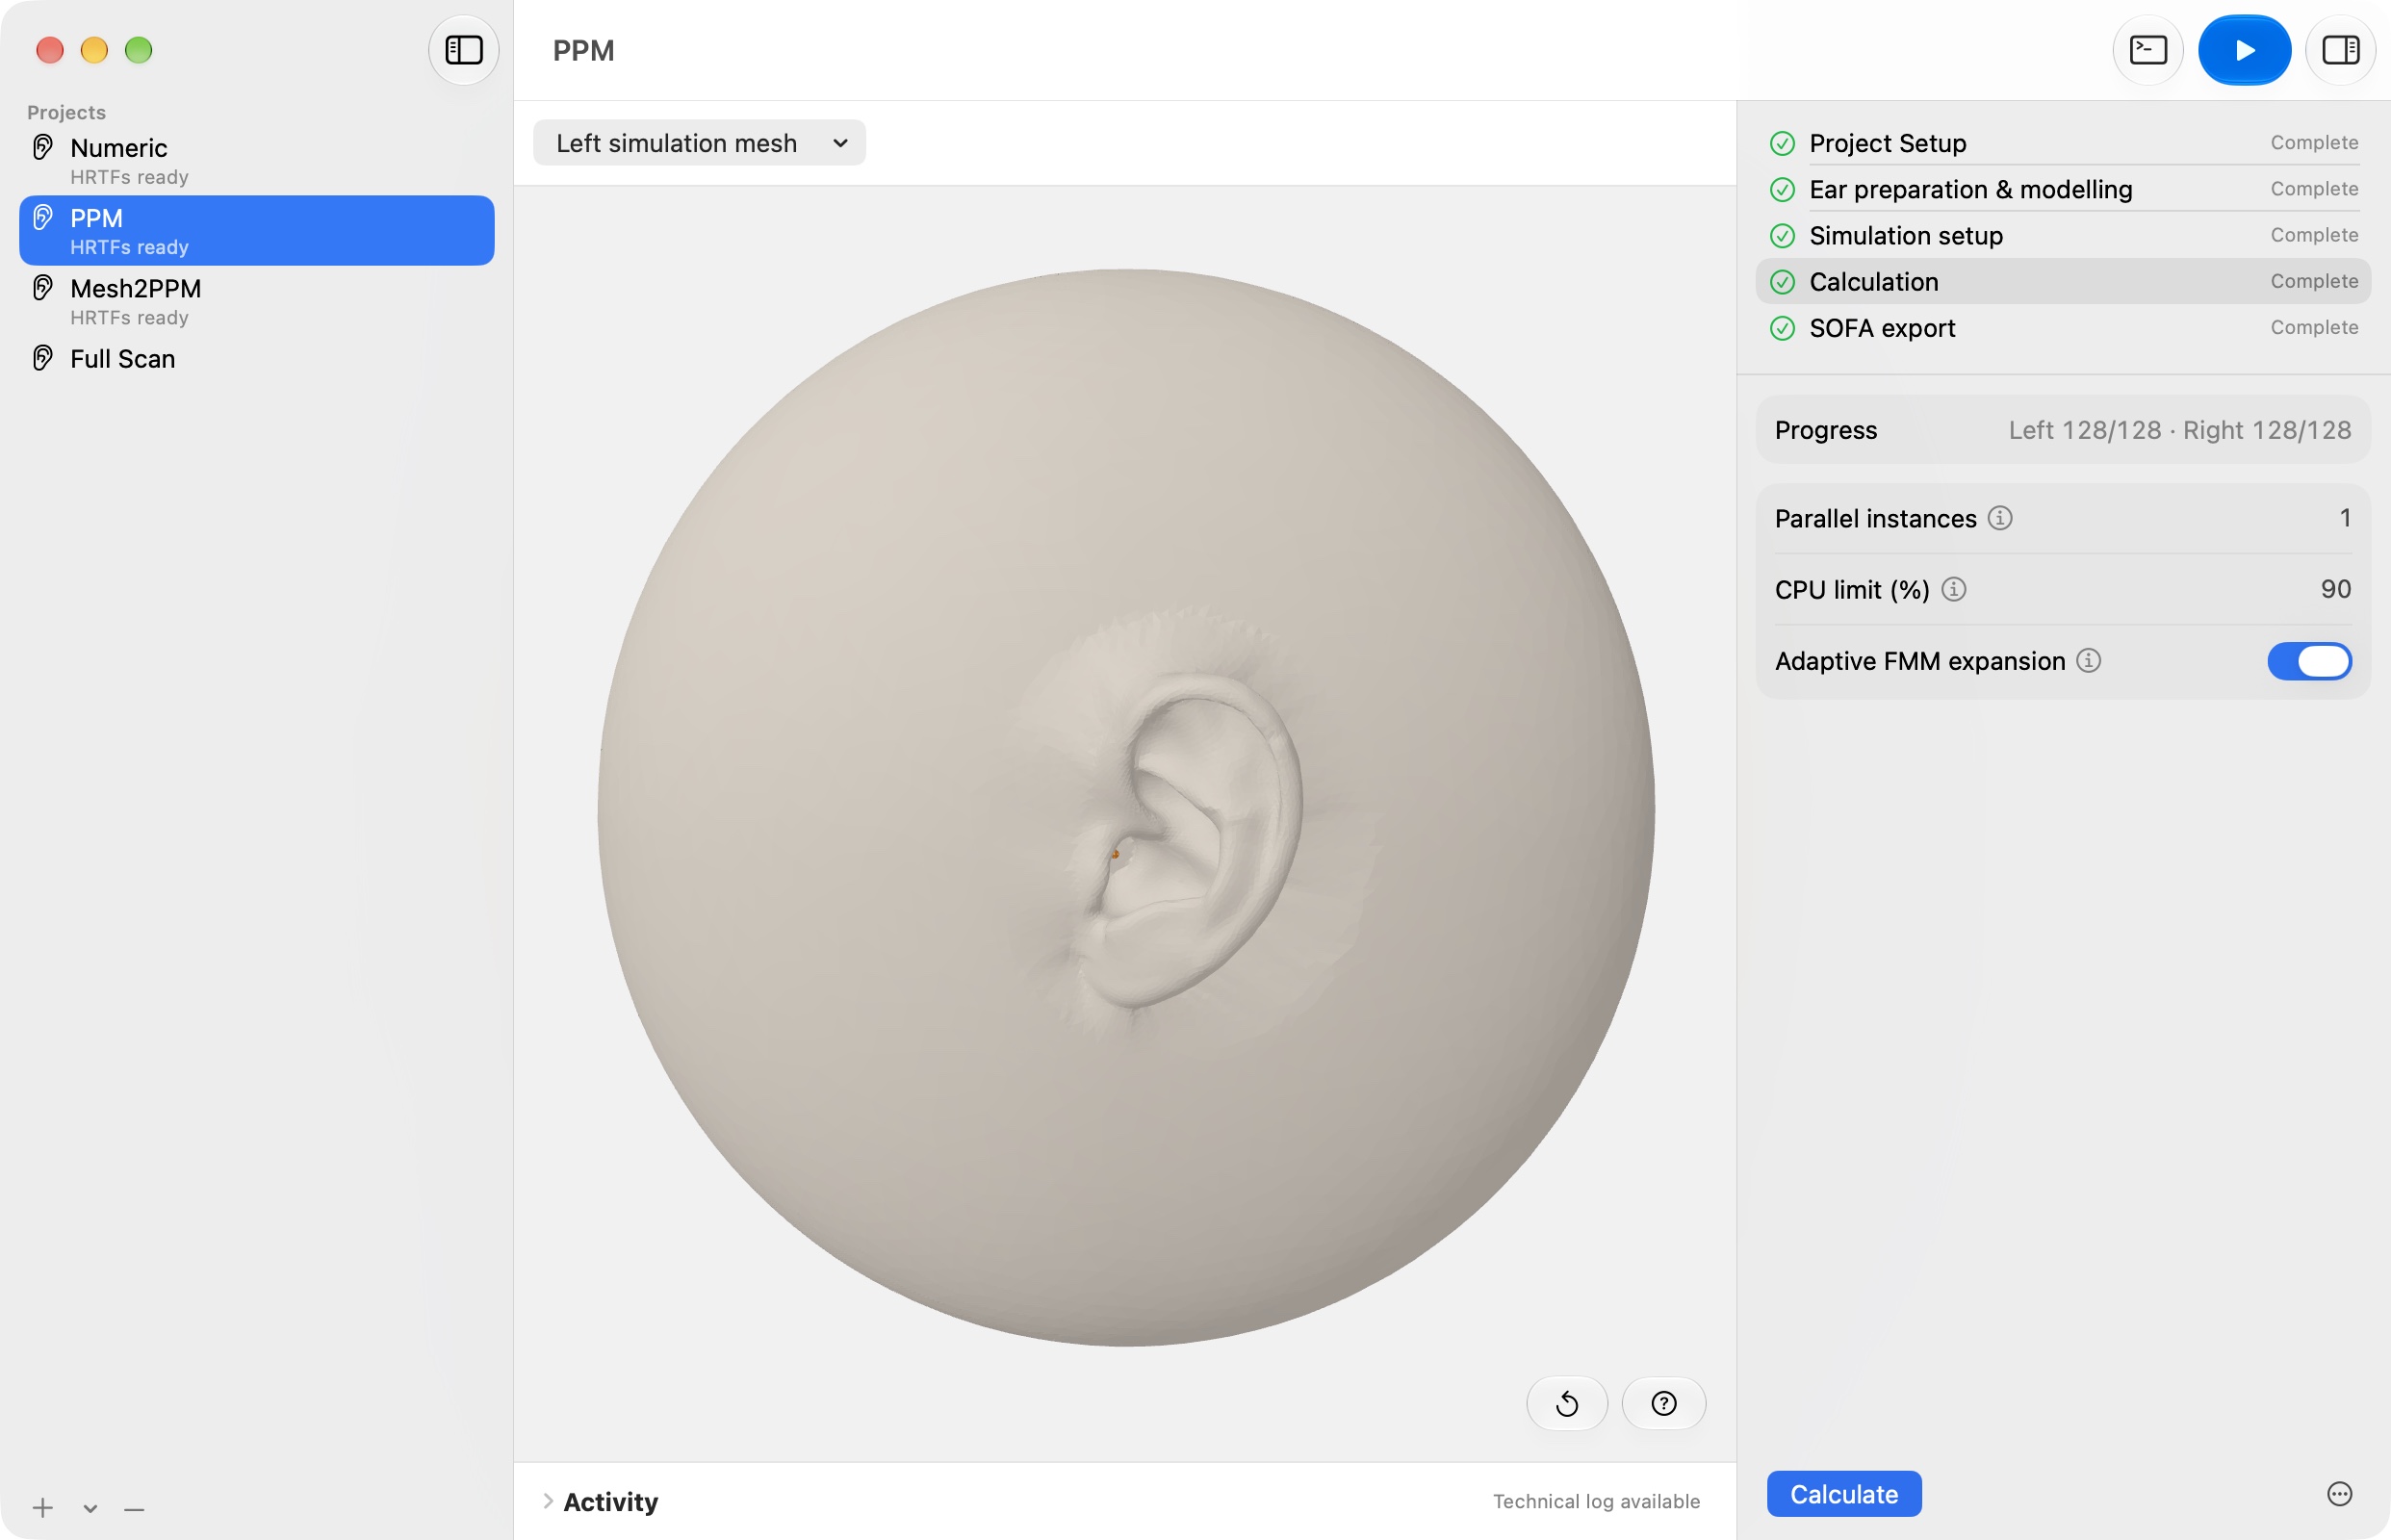 PPM
Projects
Numeric
HRTFs ready
PPM
HRTFs ready
Mesh2PPM
HRTFs ready
Full Scan
Left simulation mesh
Project Setup Complete
Ear preparation & modelling Complete
Simulation setup Complete
Calculation Complete
SOFA export Complete
Progress Left 128/128 · Right 128/128
Parallel instances 1
CPU limit (%) 90
Adaptive FMM expansion
Activity Technical log available
Calculate